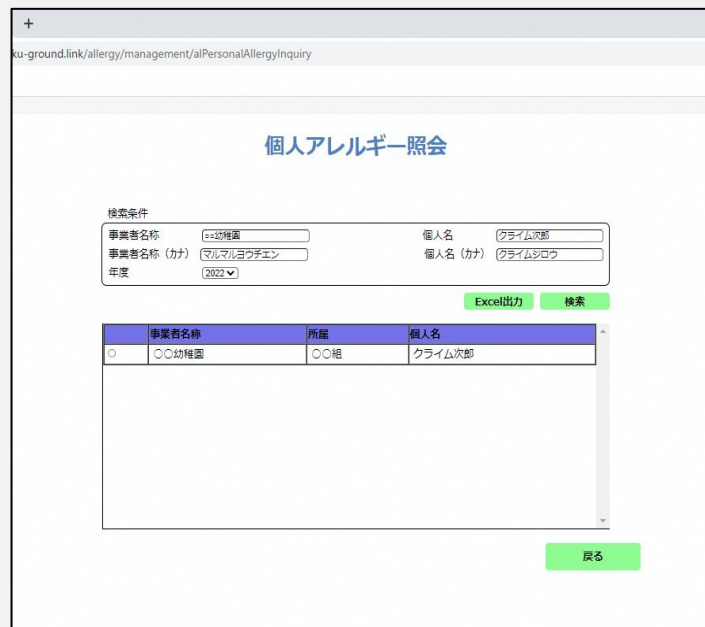 +
ku-ground.link/allergy/management/alPersonalAllergyInquiry
個人アレルギー照会
検索条件
事業者名称 ○○幼稚園 個人名 クライム次郎
事業者名称（カナ） マルマルヨウチエン 個人名（カナ） クライムジロウ
年度 2022
Excel出力 検索
事業者名称 所属 個人名
○○幼稚園 ○○組 クライム次郎
戻る